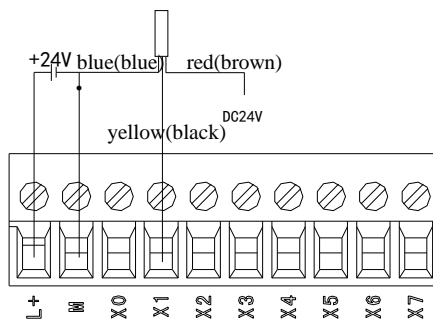 +24V blue(blue) red(brown)
DC24V
yellow(black)
L+ M X0 X1 X2 X3 X4 X5 X6 X7